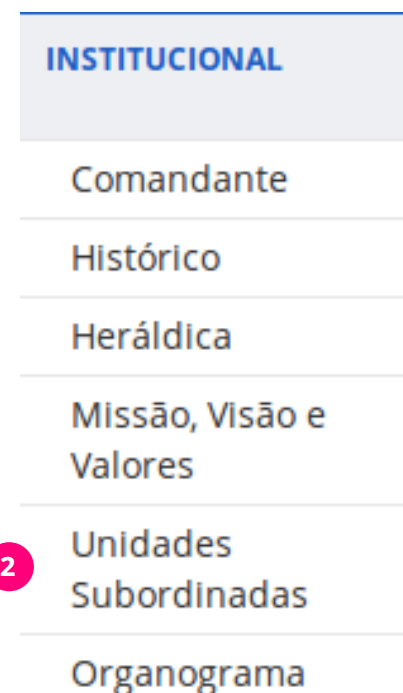 INSTITUCIONAL
Comandante
Histórico
Heráldica
Missão, Visão e
Valores
Unidades
2
Subordinadas
Organograma